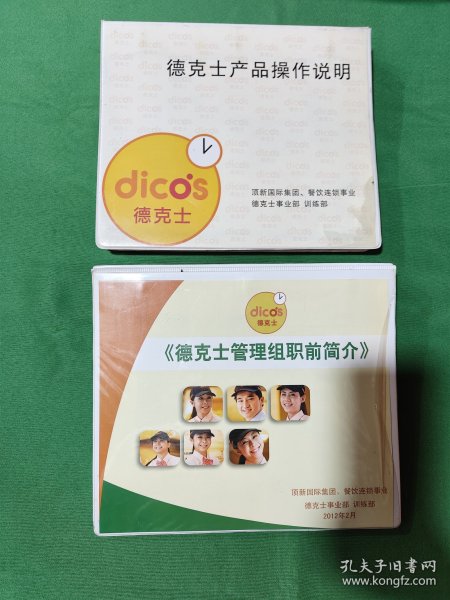 德克士产品操作说明
dico's
德克士
顶新国际集团、餐饮连锁事业
德克士事业部 训练部
dico's
德克士
《德克士管理组职前简介》
顶新国际集团、餐饮连锁事业
德克士事业部 训练部
2012年2月
孔夫子旧书网
www.kongfz.com